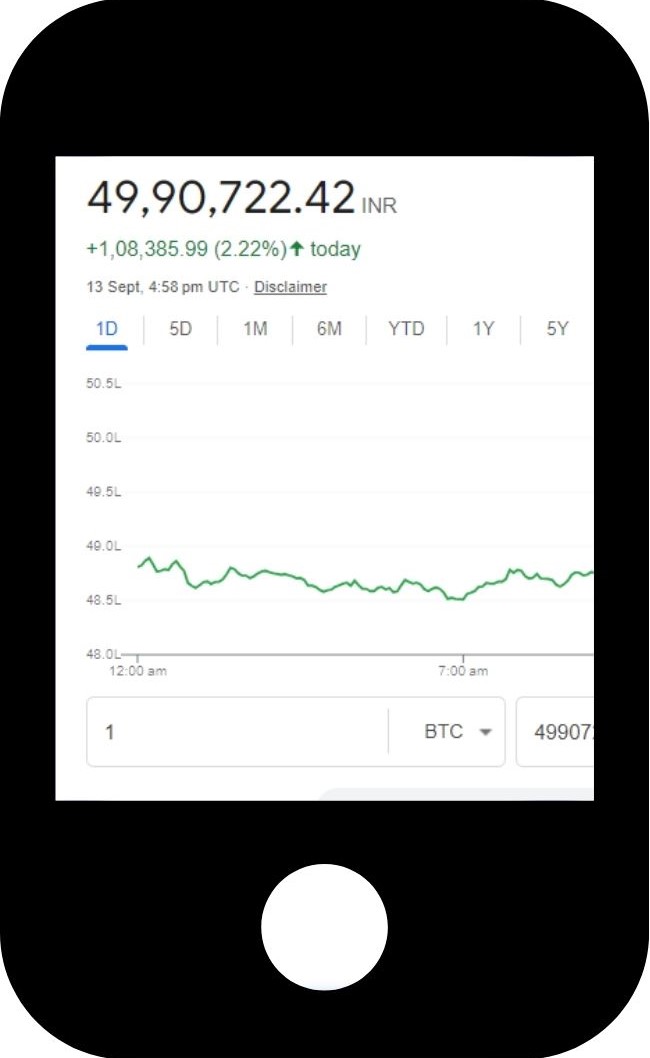 49,90,722.42 INR
+1,08,385.99 (2.22%)↑ today
13 Sept, 4:58 pm UTC · Disclaimer
1D 5D 1M 6M YTD 1Y 5Y
50.5L
50.0L
49.5L
49.0L
48.5L
48.0L
12:00 am 7:00 am
1 BTC 49907